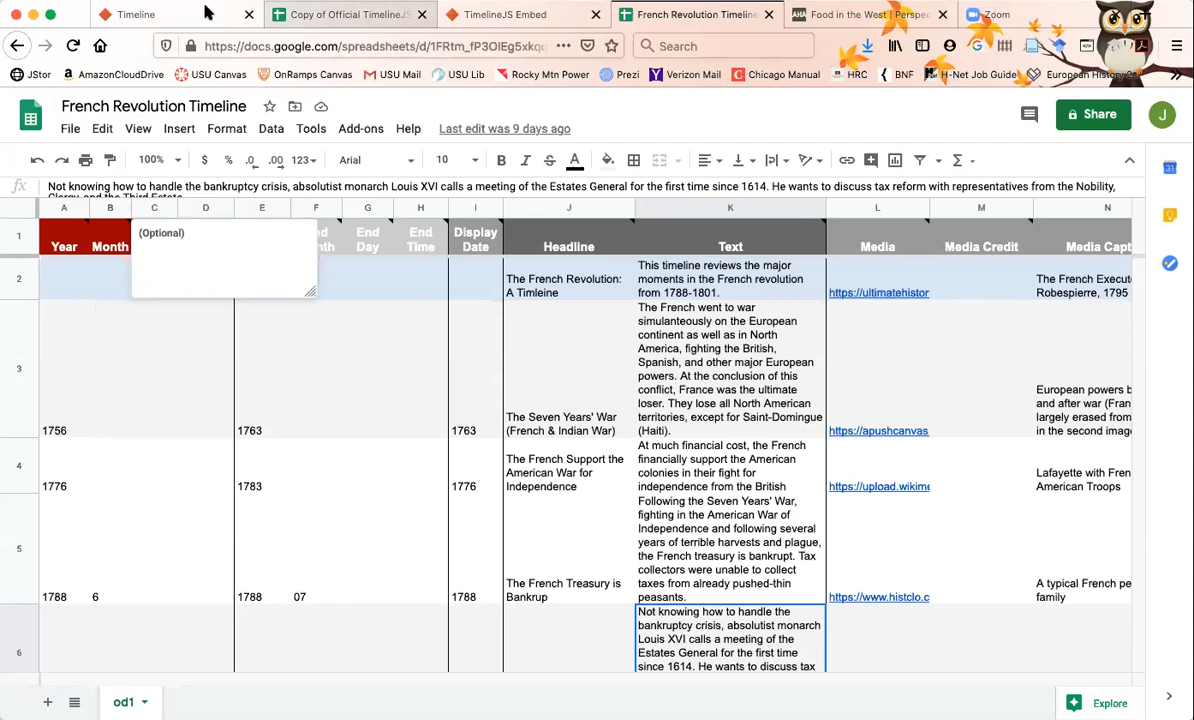 Timeline
Copy of Official TimelineJS
TimelineJS Embed
French Revolution Timeline
AHA Food in the West | Perspec
Zoom
https://docs.google.com/spreadsheets/d/1FRtm_fP3OlEg5xkqc
Search
JStor
AmazonCloudDrive
USU Canvas
OnRamps Canvas
USU Mail
USU Lib
Rocky Mtn Power
Prezi
Verizon Mail
Chicago Manual
HRC
BNF
H-Net Job Guide
European History
French Revolution Timeline
File Edit View Insert Format Data Tools Add-ons Help Last edit was 9 days ago
Share
J
100% $ % .0 .00 123 Arial 10 B I S A
fx Not knowing how to handle the bankruptcy crisis, absolutist monarch Louis XVI calls a meeting of the Estates General for the first time since 1614. He wants to discuss tax reform with representatives from the Nobility,
Clergy, and the Third Estate.
A B C D E F G H I J K L M N
1 Year Month
(Optional)
End Day
End Time
Display Date
Headline
Text
Media
Media Credit
Media Capt
2
The French Revolution:
A Timleine
This timeline reviews the major
moments in the French revolution
from 1788-1801.
https://ultimatehistor
The French Execut
Robespierre, 1795
3
1756
1763
1763
The Seven Years' War
(French & Indian War)
The French went to war
simulanteously on the European
continent as well as in North
America, fighting the British,
Spanish, and other major European
powers. At the conclusion of this
conflict, France was the ultimate
loser. They lose all North American
territories, except for Saint-Domingue
(Haiti).
https://apushcanvas.
European powers b
and after war (Fran
largely erased from
in the second imag
4
1776
1783
1776
The French Support the
American War for
Independence
At much financial cost, the French
financially support the American
colonies in their fight for
independence from the British
https://upload.wikime
Lafayette with Fren
American Troops
5
1788
6
1788
07
1788
The French Treasury is
Bankrup
Following the Seven Years' War,
fighting in the American War of
Independence and following several
years of terrible harvests and plague,
the French treasury is bankrupt. Tax
collectors were unable to collect
taxes from already pushed-thin
peasants.
https://www.histclo.c
A typical French pe
family
6
Not knowing how to handle the
bankruptcy crisis, absolutist monarch
Louis XVI calls a meeting of the
Estates General for the first time
since 1614. He wants to discuss tax
od1
Explore